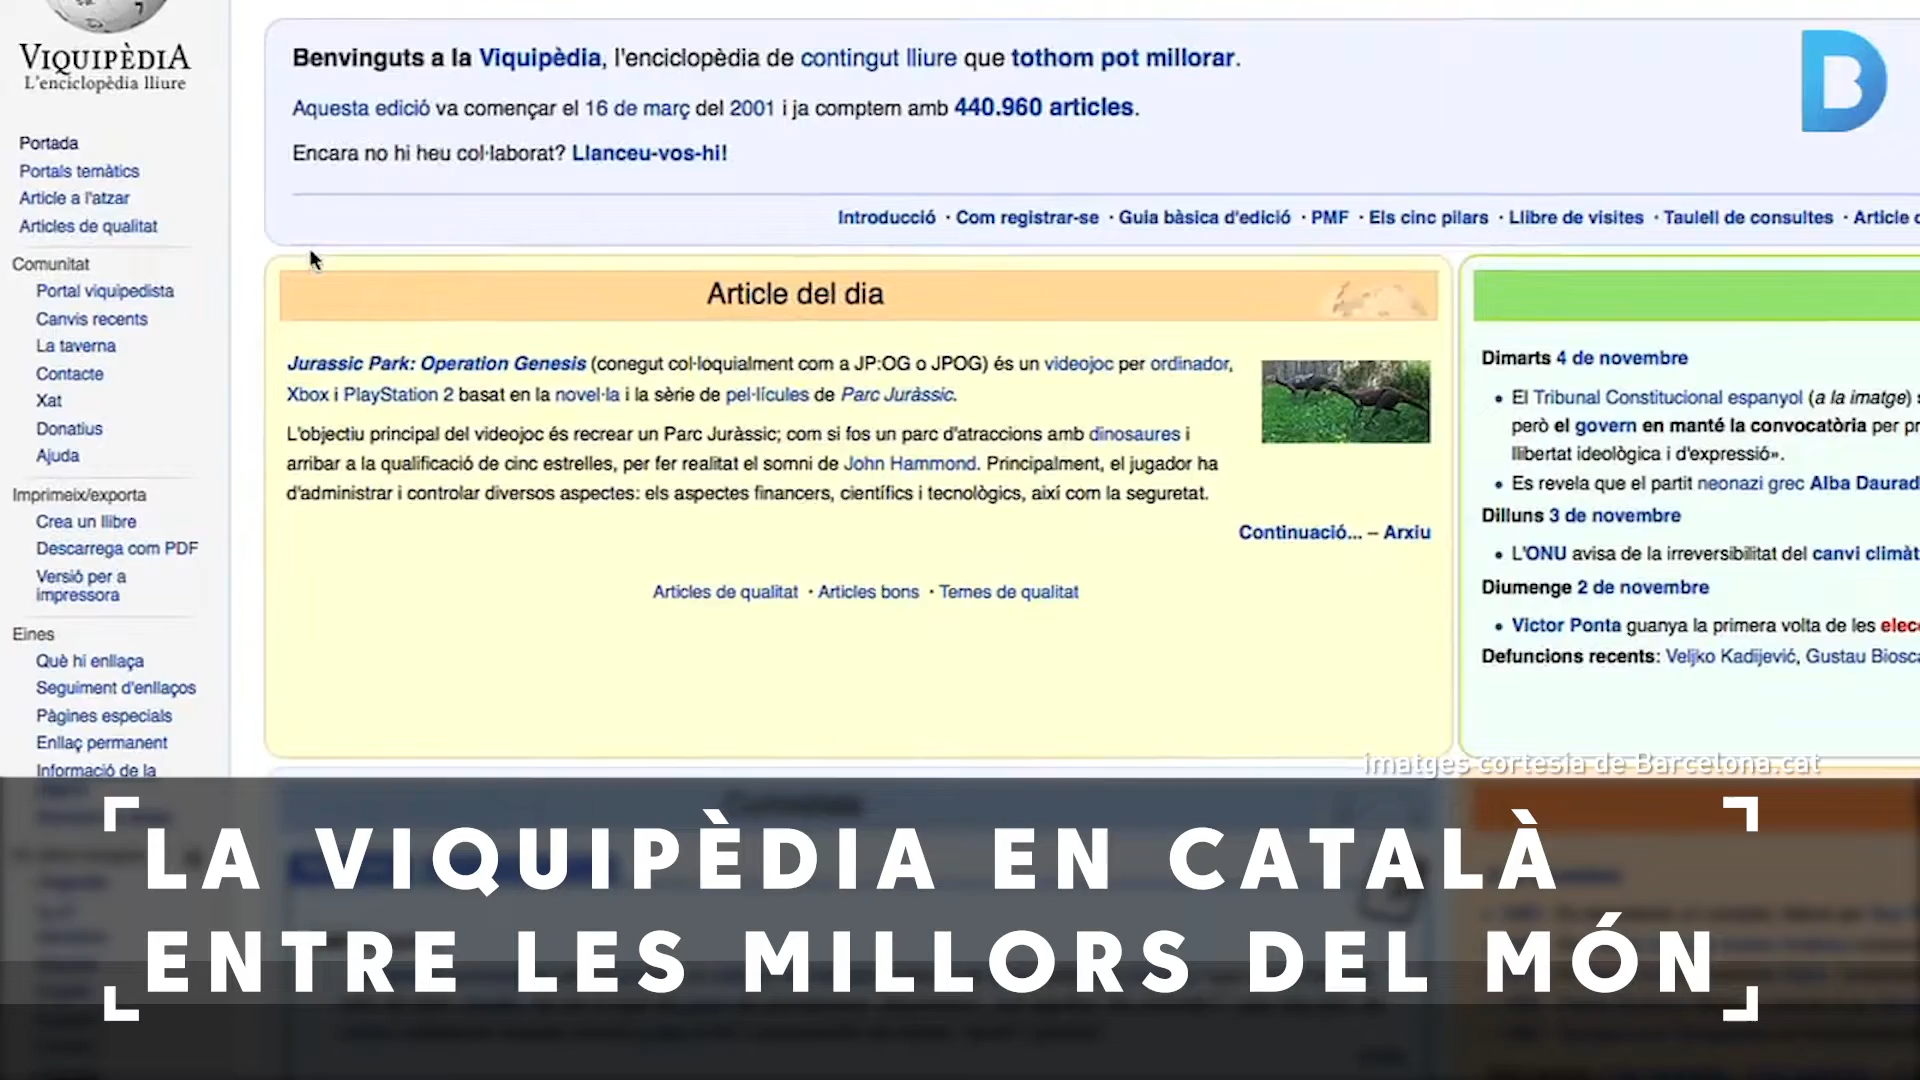 VIQUIPÈDIA
L'enciclopèdia lliure
Portada
Portals temàtics
Article a l'atzar
Articles de qualitat
Comunitat
Portal viquipedista
Canvis recents
La taverna
Contacte
Xat
Donatius
Ajuda
Imprimeix/exporta
Crea un llibre
Descarrega com PDF
Versió per a
impressora
Eines
Què hi enllaça
Seguiment d'enllaços
Pàgines especials
Enllaç permanent
Informació de la
Benvinguts a la Viquipèdia, l'enciclopèdia de contingut lliure que tothom pot millorar.
Aquesta edició va començar el 16 de març del 2001 i ja comptem amb 440.960 articles.
Encara no hi heu col·laborat? Llanceu-vos-hi!
Introducció · Com registrar-se · Guia bàsica d'edició · PMF · Els cinc pilars · Llibre de visites · Taulell de consultes · Article
B
Article del dia
Jurassic Park: Operation Genesis (conegut col·loquialment com a JP:OG o JPOG) és un videojoc per ordinador,
Xbox i PlayStation 2 basat en la novel·la i la sèrie de pel·lícules de Parc Juràssic.
L'objectiu principal del videojoc és recrear un Parc Juràssic; com si fos un parc d'atraccions amb dinosaures i
arribar a la qualificació de cinc estrelles, per fer realitat el somni de John Hammond. Principalment, el jugador ha
d'administrar i controlar diversos aspectes: els aspectes financers, científics i tecnològics, així com la seguretat.
Continuació... – Arxiu
Articles de qualitat · Articles bons · Temes de qualitat
Dimarts 4 de novembre
• El Tribunal Constitucional espanyol (a la imatge)
però el govern en manté la convocatòria per
llibertat ideològica i d'expressió».
• Es revela que el partit neonazi grec Alba Daurad
Dilluns 3 de novembre
• L'ONU avisa de la irreversibilitat del canvi climàt
Diumenge 2 de novembre
• Victor Ponta guanya la primera volta de les elec
Defuncions recents: Veljko Kadijević, Gustau Biosca
imatges cortesia de Barcelona.cat
LA VIQUIPÈDIA EN CATALÀ
ENTRE LES MILLORS DEL MÓN